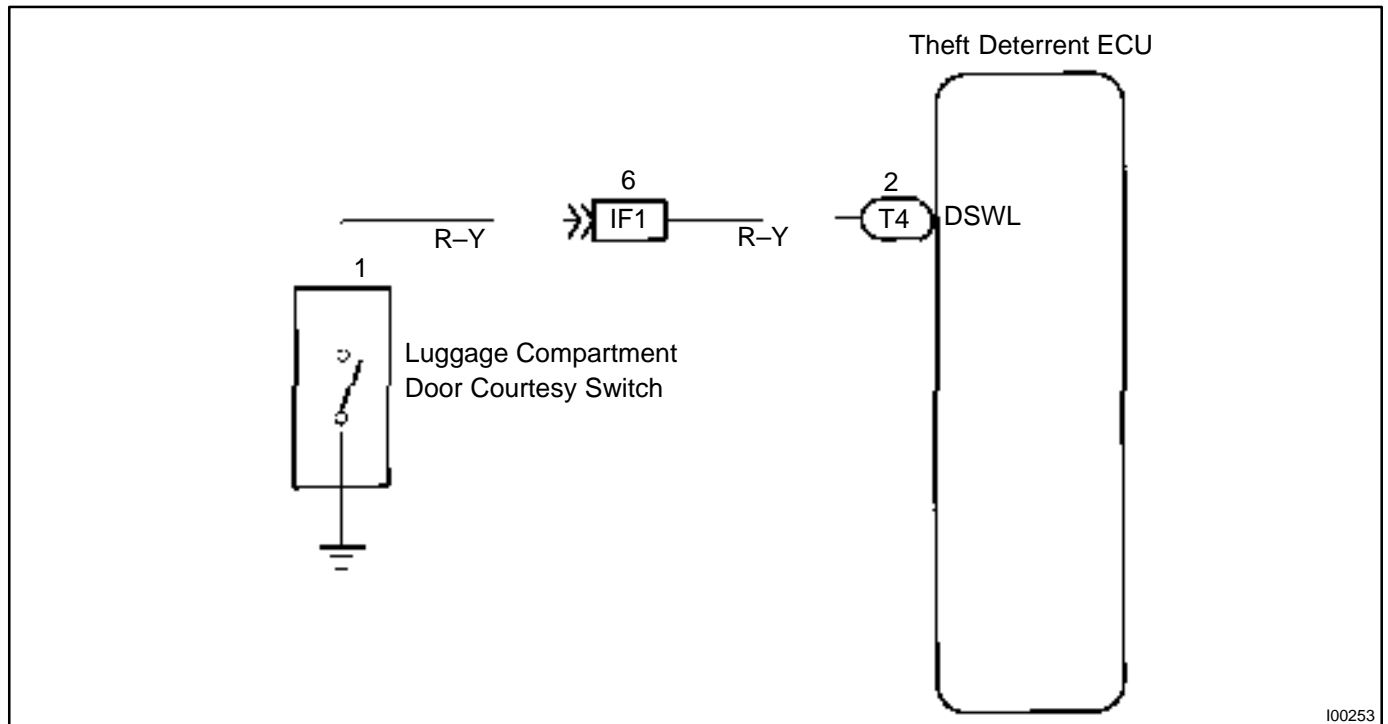 Theft Deterrent ECU
6
2
IF1
T4
DSWL
R–Y
R–Y
1
Luggage Compartment
Door Courtesy Switch
I00253